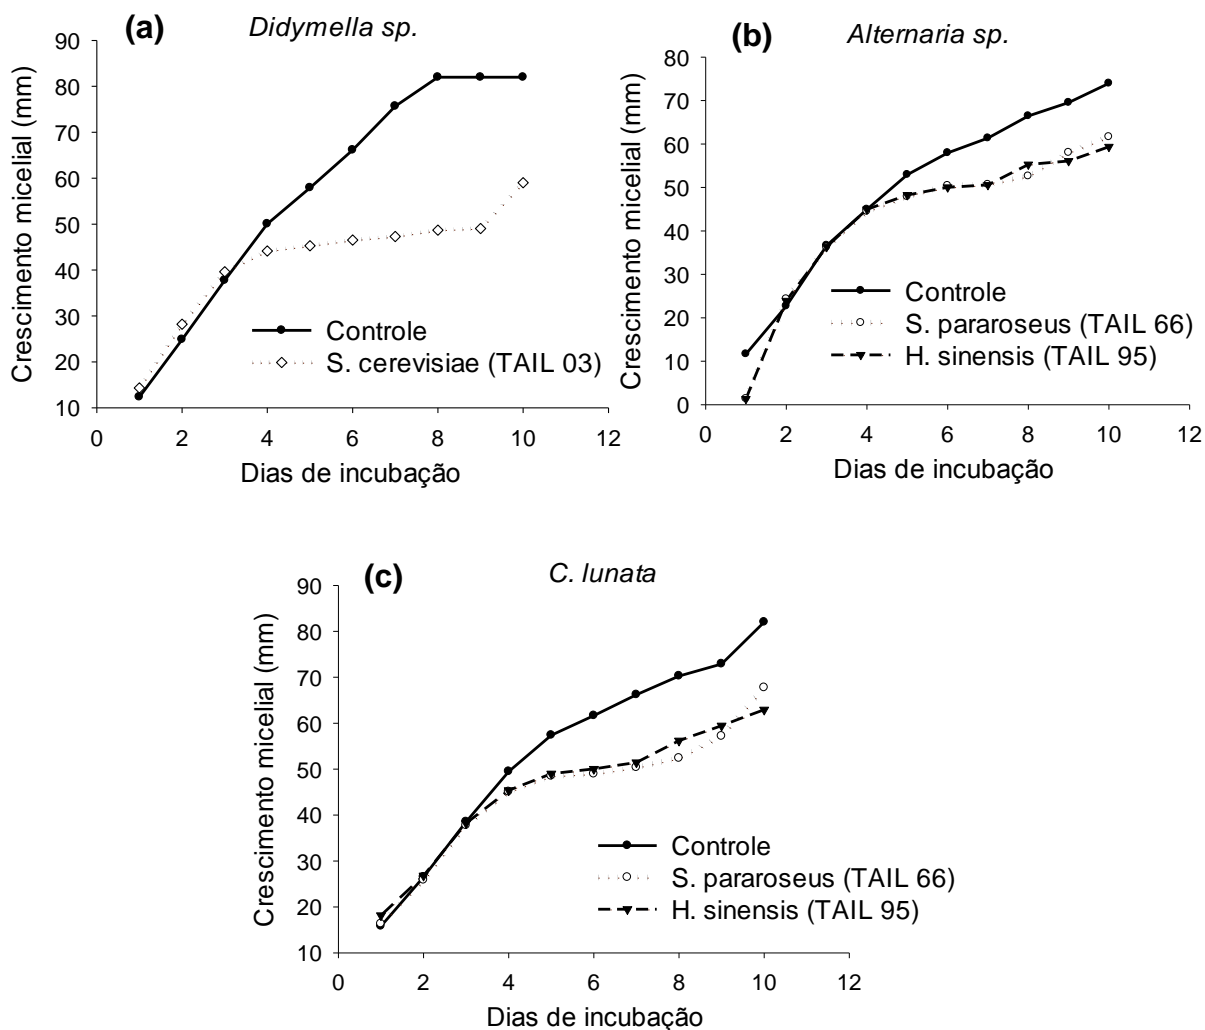 (a) Didymella sp.
90
80
70
60
50
40
30
20
10
Crescimento micelial (mm)
Controle
S. cerevisiae (TAIL 03)
0 2 4 6 8 10 12
Dias de incubação
(b) Alternaria sp.
80
70
60
50
40
30
20
10
0
Crescimento micelial (mm)
Controle
S. pararoseus (TAIL 66)
H. sinensis (TAIL 95)
0 2 4 6 8 10 12
Dias de incubação
(c) C. lunata
90
80
70
60
50
40
30
20
10
Crescimento micelial (mm)
Controle
S. pararoseus (TAIL 66)
H. sinensis (TAIL 95)
0 2 4 6 8 10 12
Dias de incubação